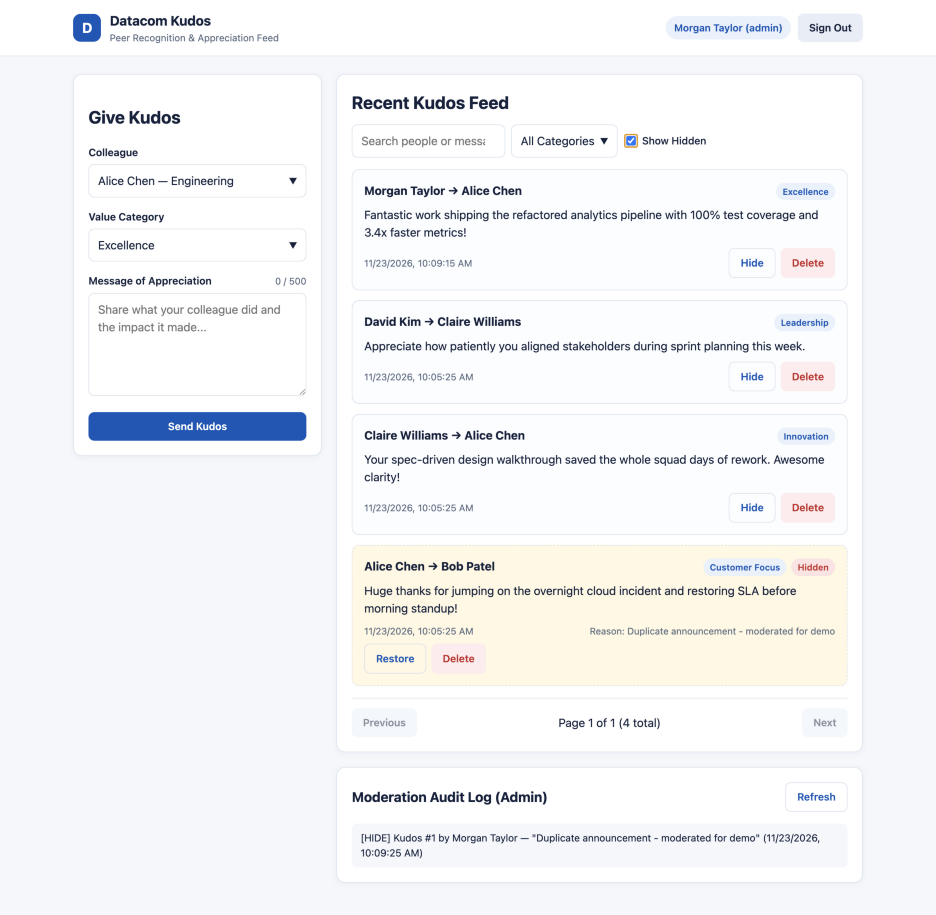 D
Datacom Kudos
Peer Recognition & Appreciation Feed
Morgan Taylor (admin)
Sign Out
Give Kudos
Colleague
Alice Chen — Engineering ▼
Value Category
Excellence ▼
Message of Appreciation
0 / 500
Share what your colleague did and
the impact it made...
Send Kudos
Recent Kudos Feed
Search people or messa
All Categories ▼
Show Hidden
Morgan Taylor → Alice Chen
Excellence
Fantastic work shipping the refactored analytics pipeline with 100% test coverage and
3.4x faster metrics!
11/23/2026, 10:09:15 AM
Hide
Delete
David Kim → Claire Williams
Leadership
Appreciate how patiently you aligned stakeholders during sprint planning this week.
11/23/2026, 10:05:25 AM
Hide
Delete
Claire Williams → Alice Chen
Innovation
Your spec-driven design walkthrough saved the whole squad days of rework. Awesome
clarity!
11/23/2026, 10:05:25 AM
Hide
Delete
Alice Chen → Bob Patel
Customer Focus
Hidden
Huge thanks for jumping on the overnight cloud incident and restoring SLA before
morning standup!
11/23/2026, 10:05:25 AM
Reason: Duplicate announcement - moderated for demo
Restore
Delete
Previous
Page 1 of 1 (4 total)
Next
Moderation Audit Log (Admin)
Refresh
[HIDE] Kudos #1 by Morgan Taylor — "Duplicate announcement - moderated for demo" (11/23/2026,
10:09:25 AM)